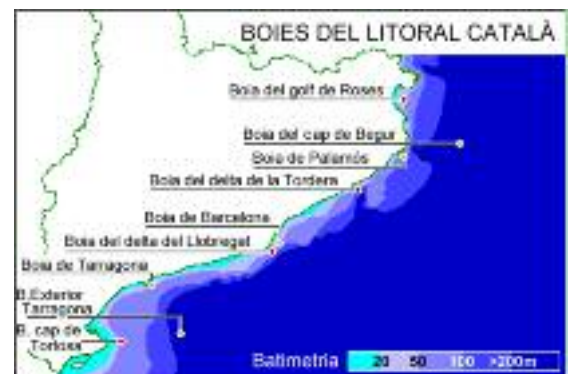 BOIES DEL LITORAL CATALÀ
Boia del golf de Roses
Boia del cap de Begur
Boia de Palamós
Boia del delta de la Tordera
Boia de Barcelona
Boia del delta del Llobregat
Boia de Tarragona
B.Exterior
Tarragona
B. cap de
Tortosa
Batimetria 20 50 100 >200m